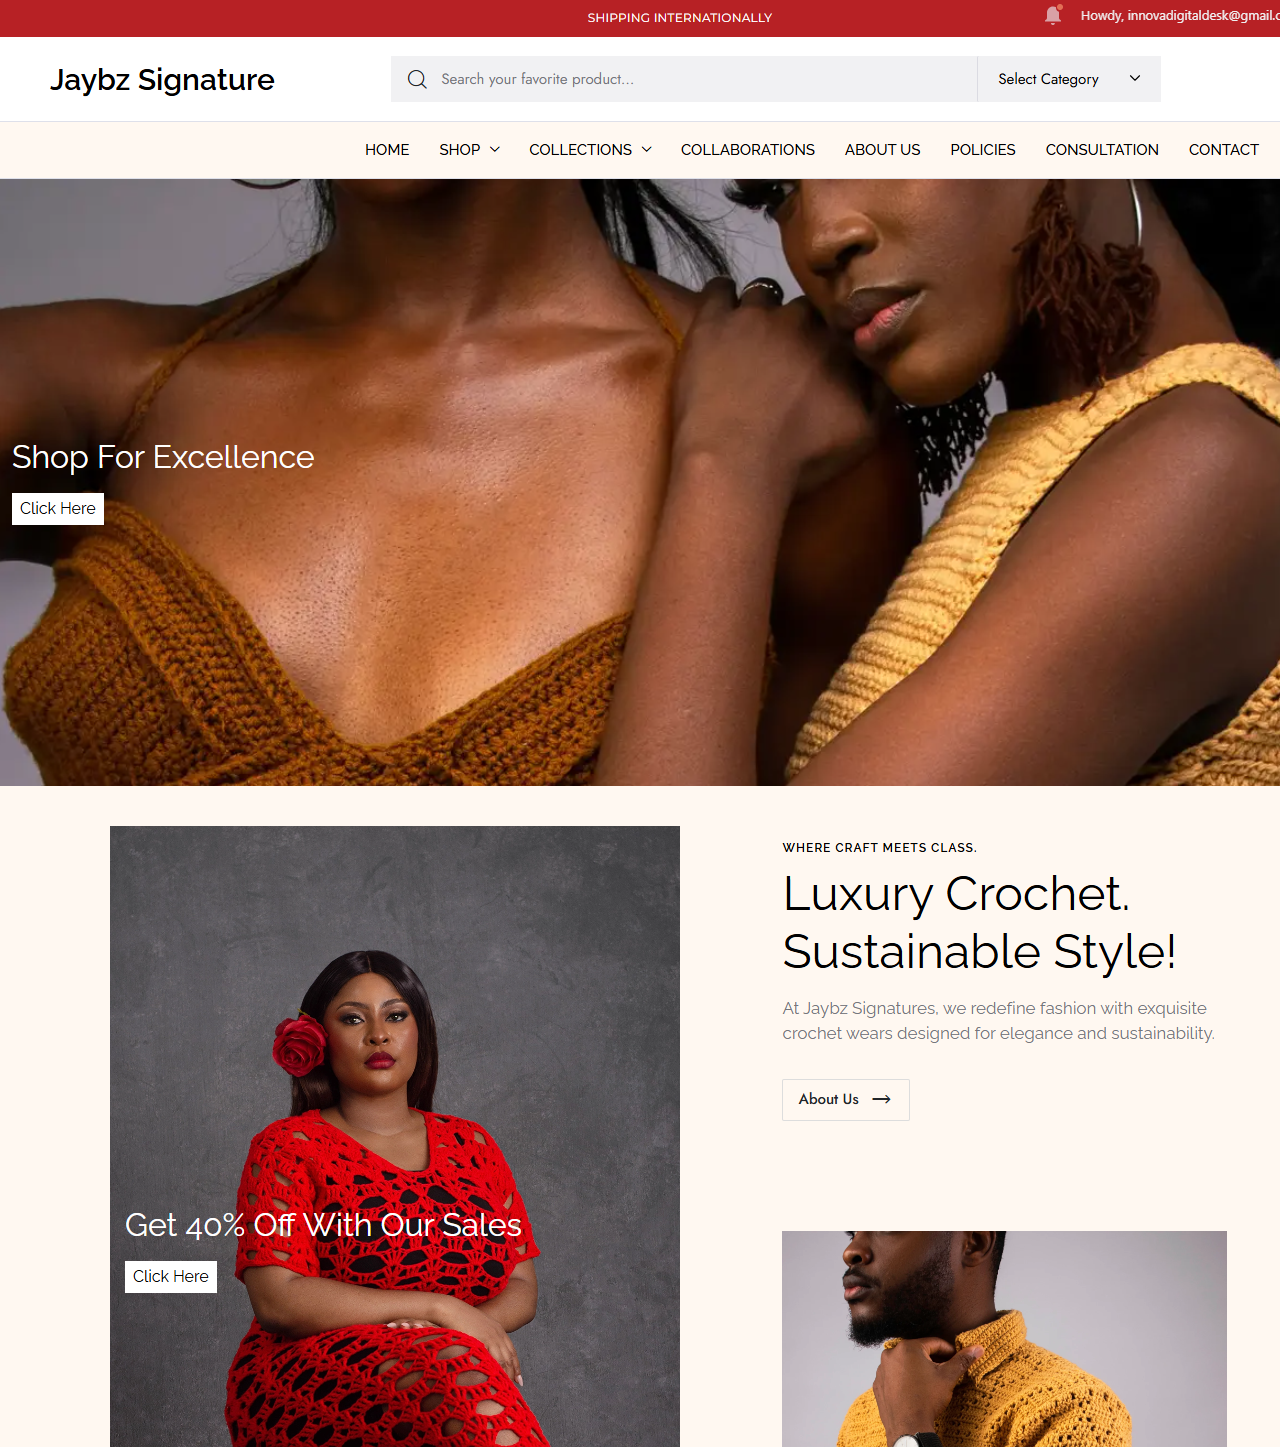 SHIPPING INTERNATIONALLY
Howdy, innovadigitaldesk@gmail.c
Jaybz Signature
Search your favorite product...
Select Category
HOME SHOP COLLECTIONS COLLABORATIONS ABOUT US POLICIES CONSULTATION CONTACT
Shop For Excellence
Click Here
WHERE CRAFT MEETS CLASS.
Luxury Crochet.
Sustainable Style!
At Jaybz Signatures, we redefine fashion with exquisite
crochet wears designed for elegance and sustainability.
About Us
Get 40% Off With Our Sales
Click Here